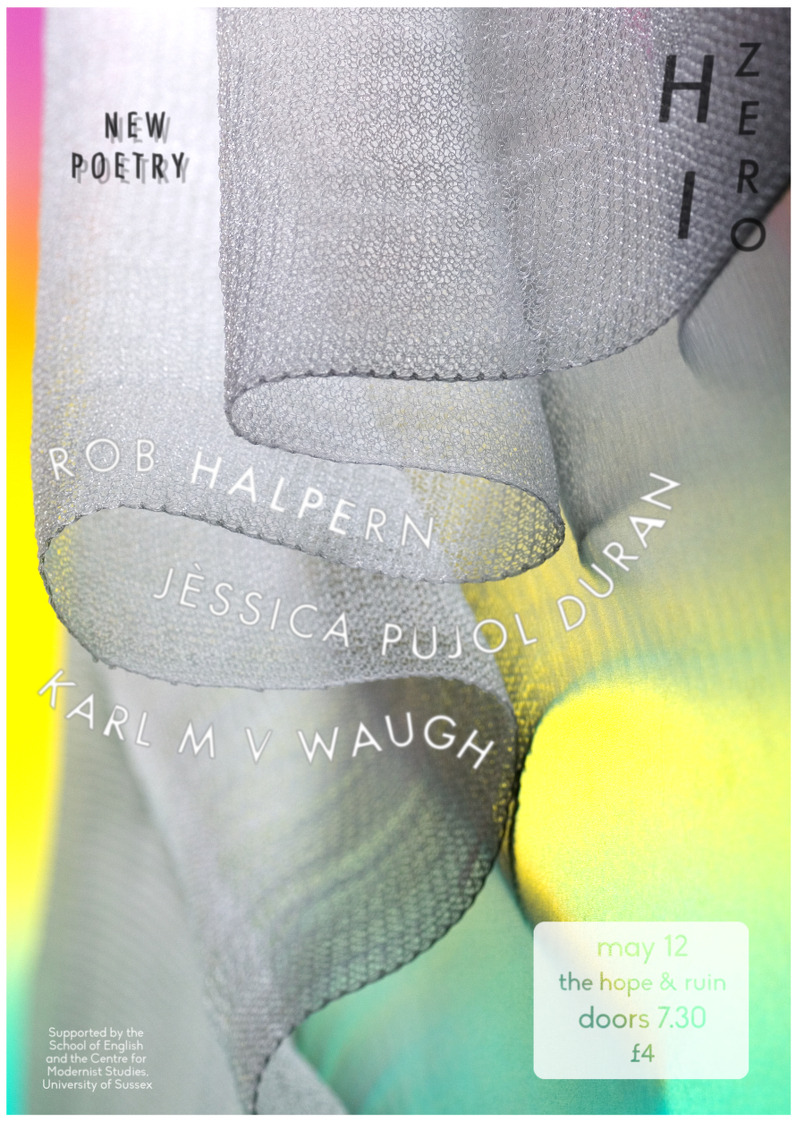 NEW
POETRY
HI
ZERO
ROB HALPERN
JÈSSICA PUJOL DURAN
KARL M V WAUGH
may 12
the hope & ruin
doors 7.30
£4
Supported by the
School of English
and the Centre for
Modernist Studies,
University of Sussex